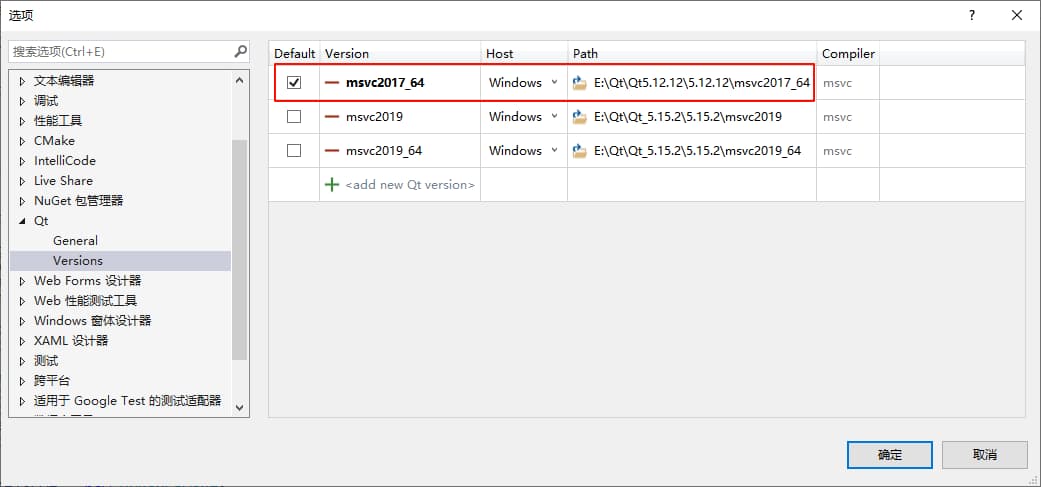 选项
搜索选项(Ctrl+E)
文本编辑器
调试
性能工具
CMake
IntelliCode
Live Share
NuGet 包管理器
Qt
General
Versions
Web Forms 设计器
Web 性能测试工具
Windows 窗体设计器
XAML 设计器
测试
跨平台
适用于 Google Test 的测试适配器
Default Version Host Path Compiler
msvc2017_64 Windows E:\Qt\Qt5.12.12\5.12.12\msvc2017_64 msvc
msvc2019 Windows E:\Qt\Qt_5.15.2\5.15.2\msvc2019 msvc
msvc2019_64 Windows E:\Qt\Qt_5.15.2\5.15.2\msvc2019_64 msvc
<add new Qt version>
确定 取消